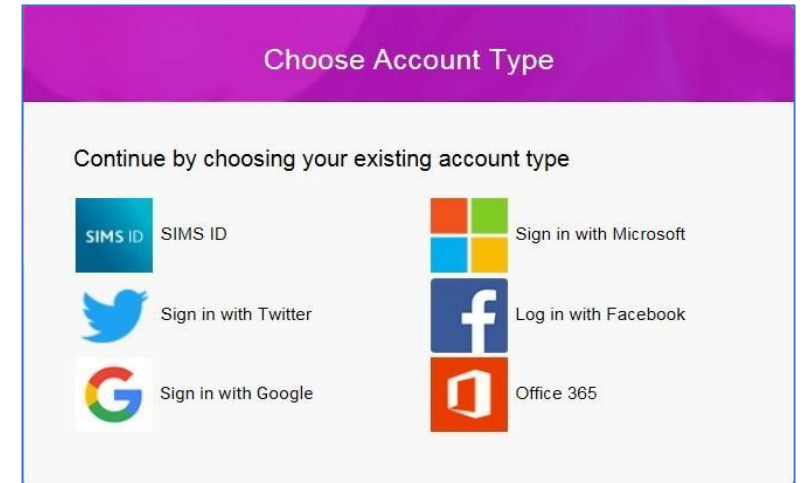 Choose Account Type
Continue by choosing your existing account type
SIMS ID SIMS ID
Sign in with Microsoft
Sign in with Twitter
f Log in with Facebook
G Sign in with Google
Office 365